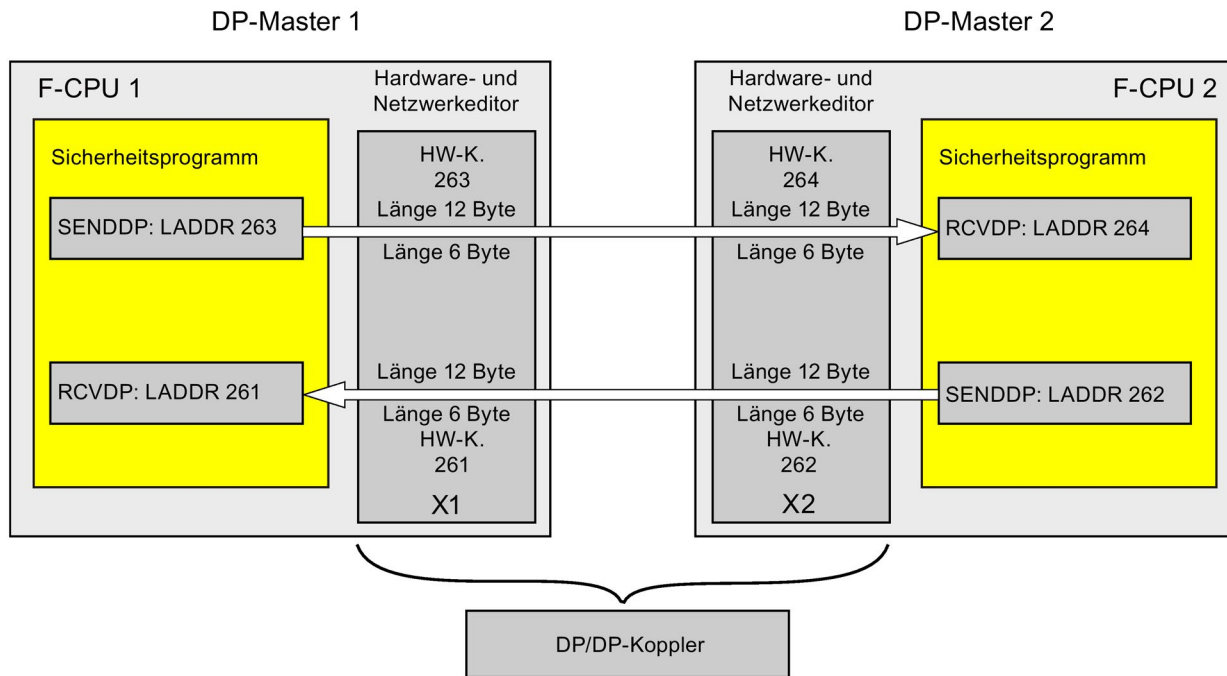 DP-Master 1
F-CPU 1
Hardware- und
Netzwerkeditor
Sicherheitsprogramm
SENDDP: LADDR 263
RCVDP: LADDR 261
HW-K.
263
Länge 12 Byte
Länge 6 Byte
Länge 12 Byte
Länge 6 Byte
HW-K.
261
X1
DP-Master 2
Hardware- und
Netzwerkeditor
F-CPU 2
HW-K.
264
Länge 12 Byte
Länge 6 Byte
Länge 12 Byte
Länge 6 Byte
HW-K.
262
X2
Sicherheitsprogramm
RCVDP: LADDR 264
SENDDP: LADDR 262
DP/DP-Koppler